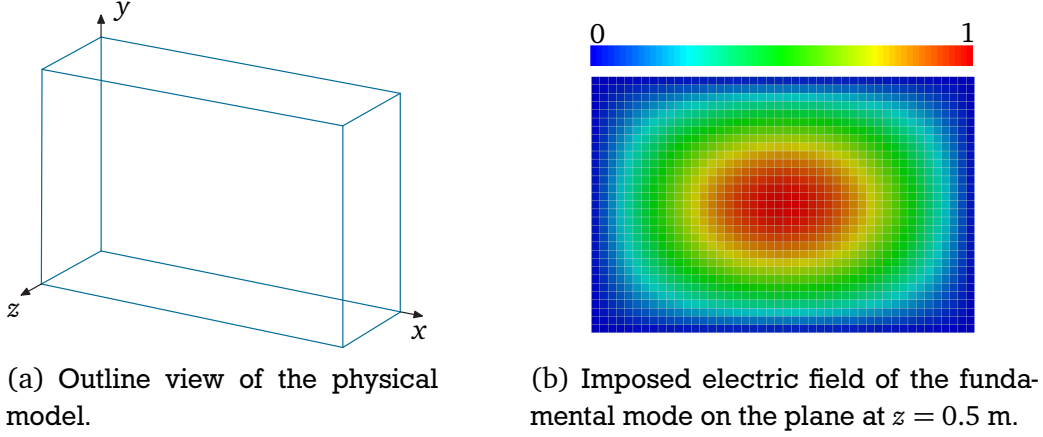 y
z
x
0 1
(a) Outline view of the physical
model.
(b) Imposed electric field of the funda-
mental mode on the plane at z = 0.5 m.